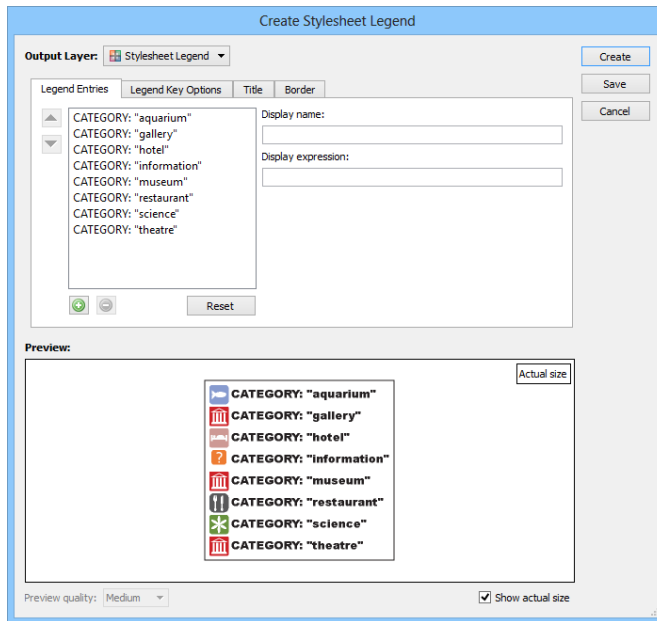 Create Stylesheet Legend
Output Layer: Stylesheet Legend
Create
Save
Cancel
Legend Entries Legend Key Options Title Border
CATEGORY: "aquarium"
CATEGORY: "gallery"
CATEGORY: "hotel"
CATEGORY: "information"
CATEGORY: "museum"
CATEGORY: "restaurant"
CATEGORY: "science"
CATEGORY: "theatre"
Display name:
Display expression:
Reset
Preview:
Actual size
CATEGORY: "aquarium"
CATEGORY: "gallery"
CATEGORY: "hotel"
? CATEGORY: "information"
CATEGORY: "museum"
CATEGORY: "restaurant"
CATEGORY: "science"
CATEGORY: "theatre"
Preview quality: Medium
Show actual size